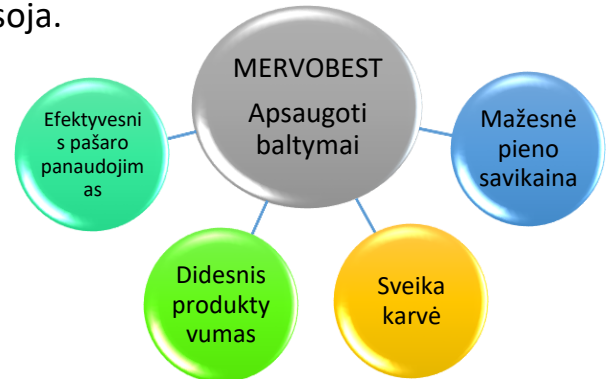 soja.
MERVOBEST
Apsaugoti
baltymai
Efektyvesni
s pašaro
panaudojim
as
Mažesnė
pieno
savikaina
Didesnis
produkty
vumas
Sveika
karvė